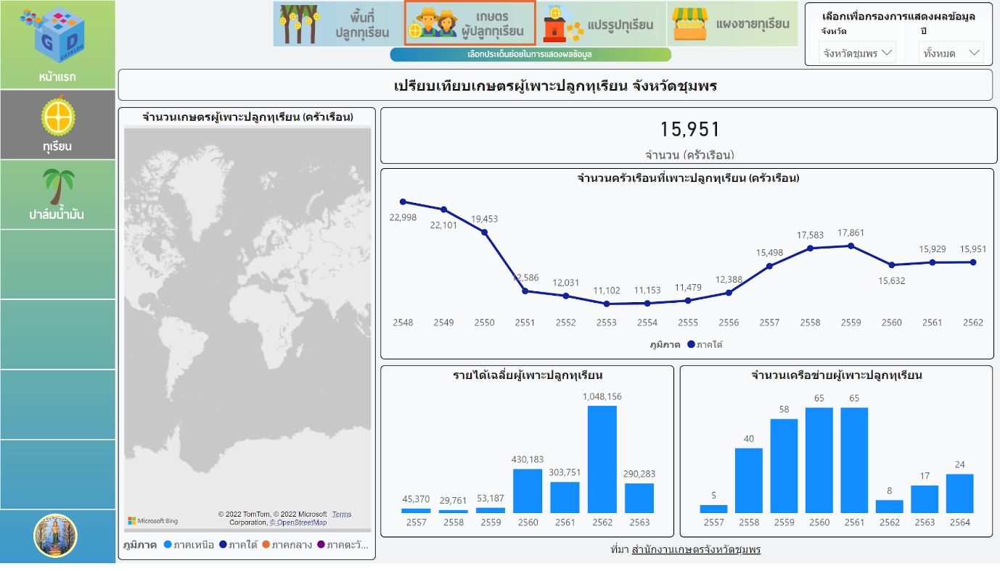 GD CATALOG
หน้าแรก
ทุเรียน
ปาล์มน้ำมัน
พื้นที่
ปลูกทุเรียน
เกษตร
ผู้ปลูกทุเรียน
แปรรูปทุเรียน
แผงขายทุเรียน
เลือกประเด็นย่อยในการแสดงผลข้อมูล
เลือกเพื่อกรองการแสดงผลข้อมูล
จังหวัด ปี
จังหวัดชุมพร ทั้งหมด
เปรียบเทียบเกษตรผู้เพาะปลูกทุเรียน จังหวัดชุมพร
จำนวนเกษตรผู้เพาะปลูกทุเรียน (ครัวเรือน)
Microsoft Bing
© 2022 TomTom, © 2022 Microsoft Terms
Corporation, © OpenStreetMap
ภูมิภาค ภาคเหนือ ภาคใต้ ภาคกลาง ภาคตะวั...
15,951
จำนวน (ครัวเรือน)
จำนวนครัวเรือนที่เพาะปลูกทุเรียน (ครัวเรือน)
22,998 22,101 19,453 12,586 12,031 11,102 11,153 11,479 12,388 15,498 17,583 17,861 15,632 15,929 15,951
2548 2549 2550 2551 2552 2553 2554 2555 2556 2557 2558 2559 2560 2561 2562
ภูมิภาค ภาคใต้
รายได้เฉลี่ยผู้เพาะปลูกทุเรียน
45,370 29,761 53,187 430,183 303,751 1,048,156 290,283
2557 2558 2559 2560 2561 2562 2563
จำนวนเครือข่ายผู้เพาะปลูกทุเรียน
5 40 58 65 65 8 17 24
2557 2558 2559 2560 2561 2562 2563 2564
ที่มา สำนักงานเกษตรจังหวัดชุมพร